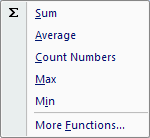 Σ Sum
Average
Count Numbers
Max
Min
More Functions...